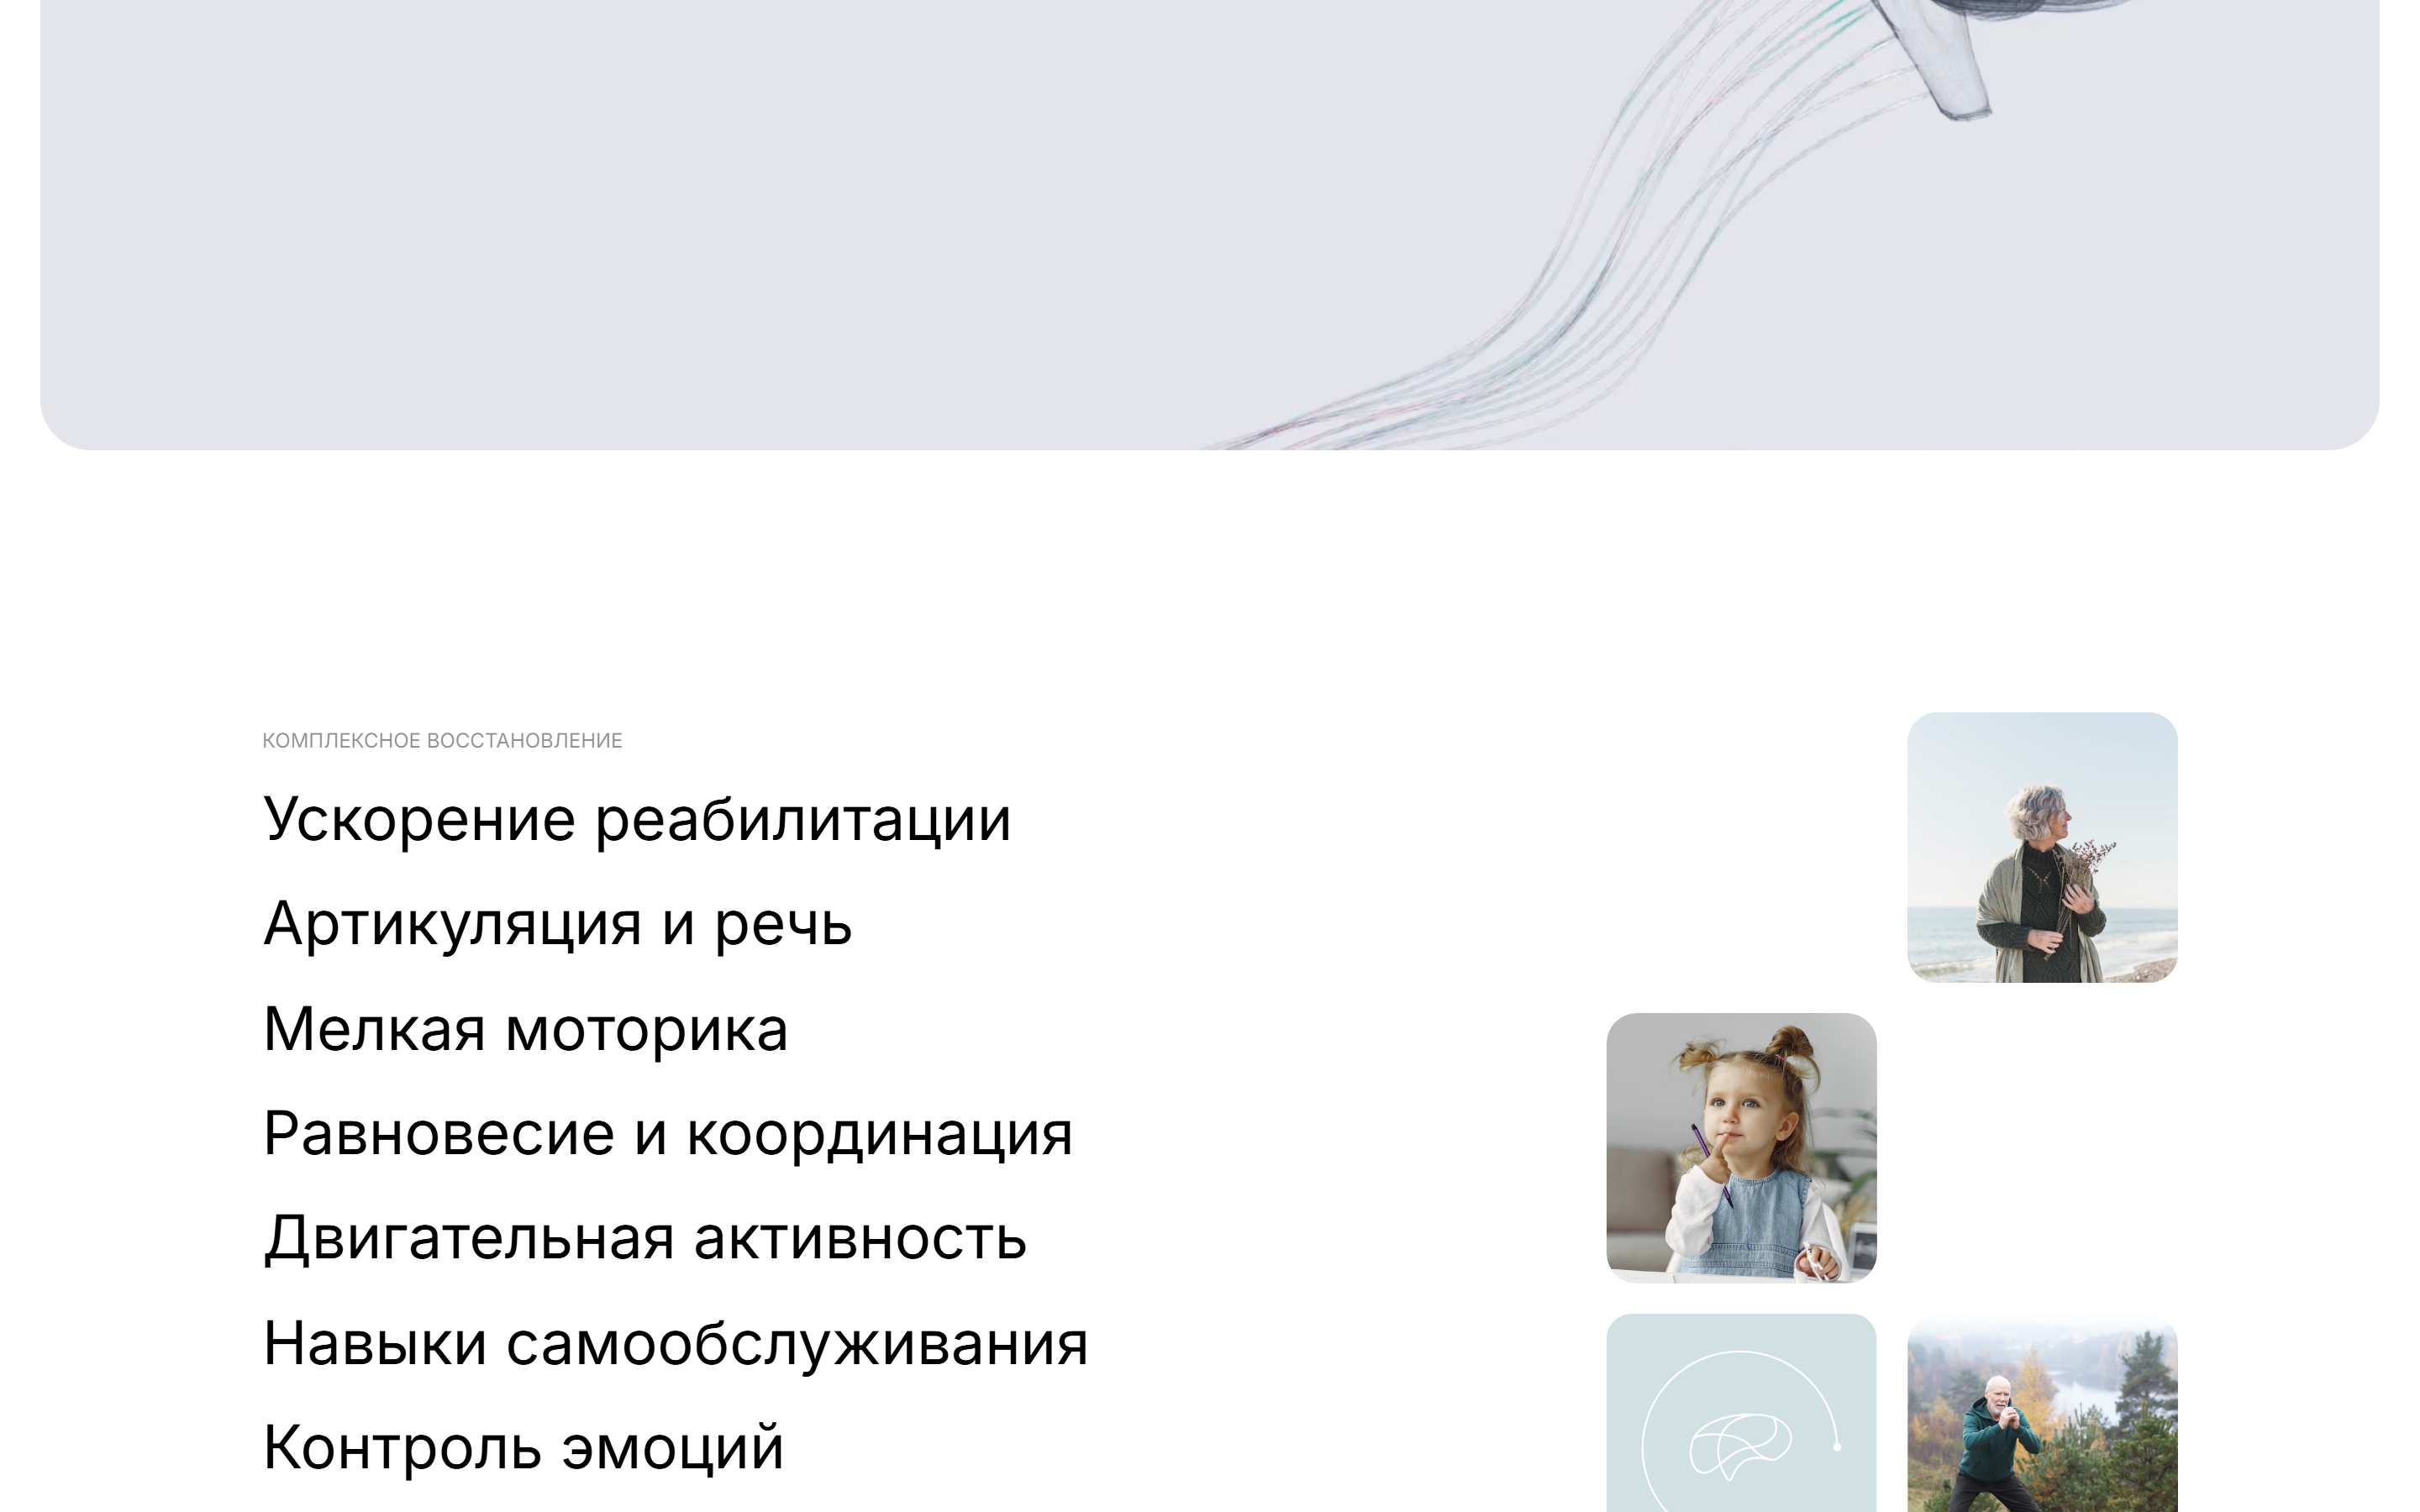 КОМПЛЕКСНОЕ ВОССТАНОВЛЕНИЕ
Ускорение реабилитации
Артикуляция и речь
Мелкая моторика
Равновесие и координация
Двигательная активность
Навыки самообслуживания
Контроль эмоций